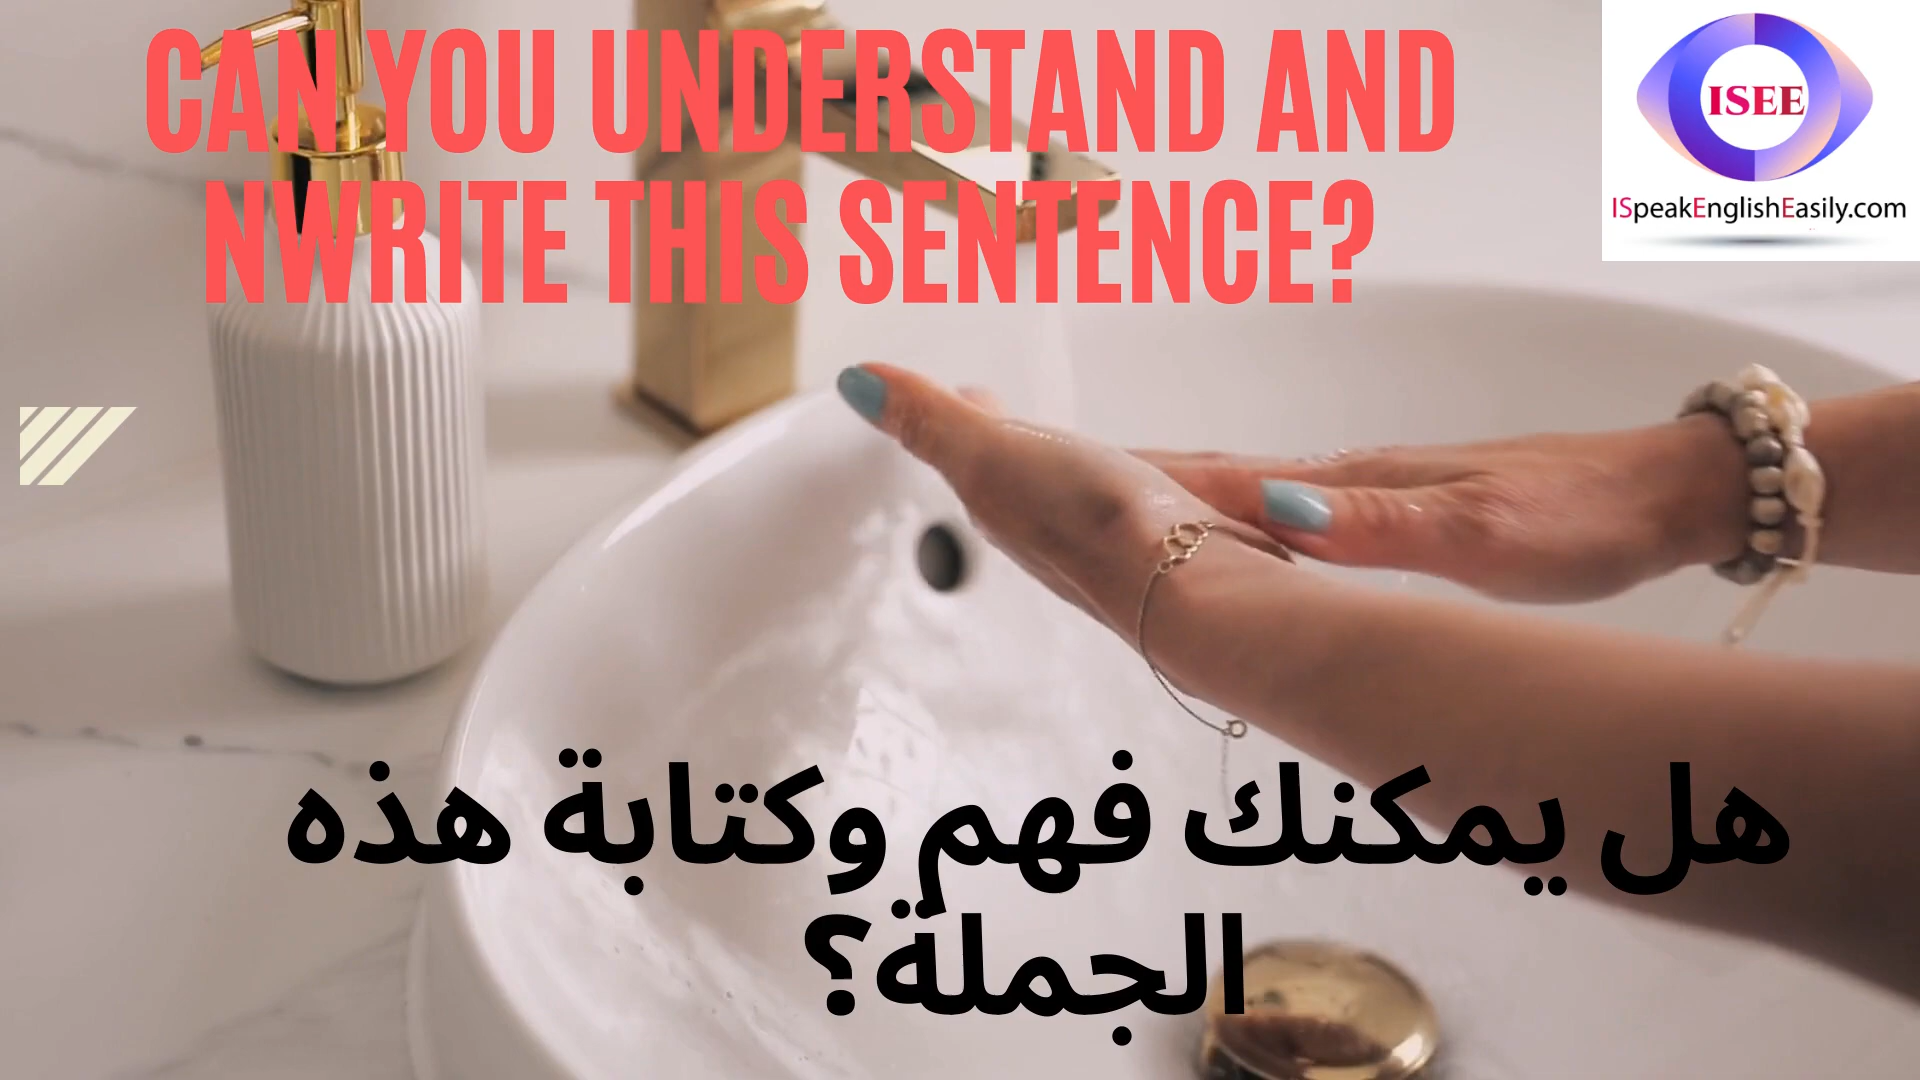 CAN YOU UNDERSTAND AND
NWRITE THIS SENTENCE?
ISEE
ISpeakEnglishEasily.com
هل يمكنك فهم وكتابة هذه
الجملة؟